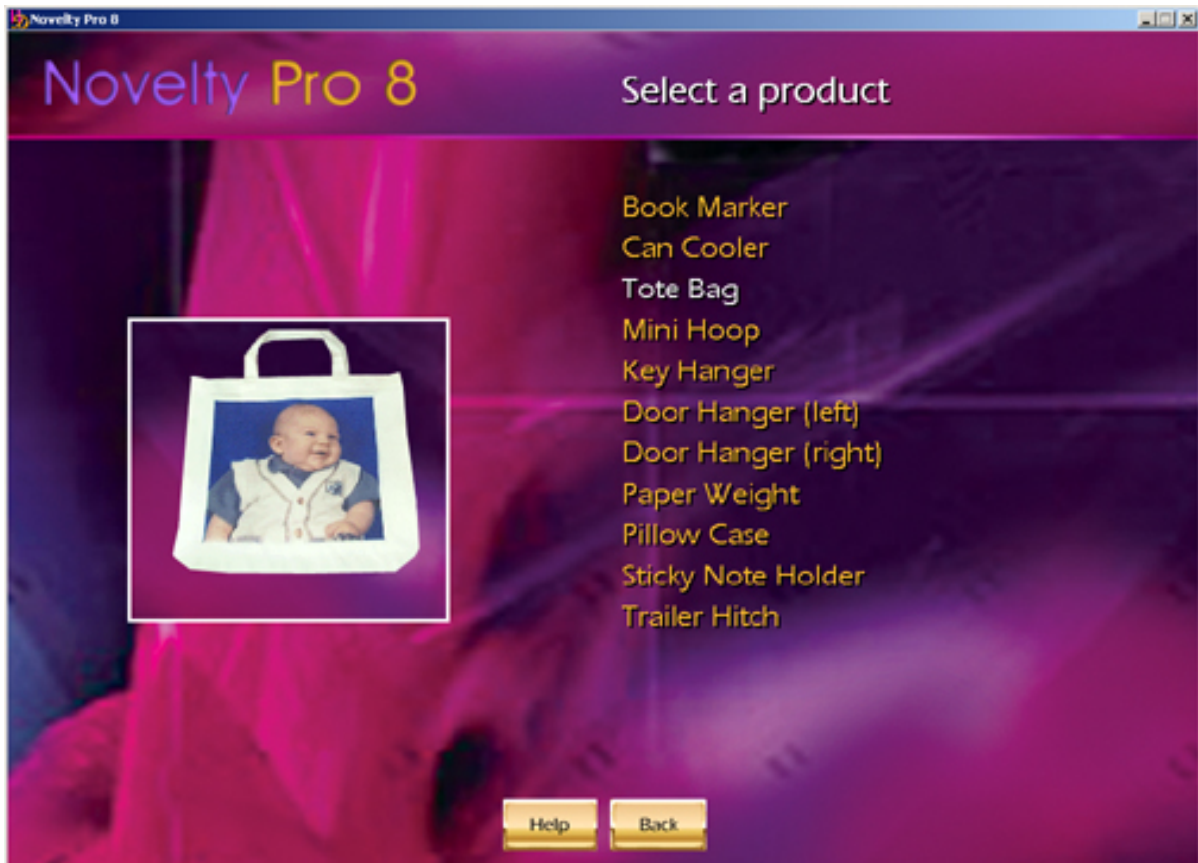 Novelty Pro 8
Novelty Pro 8
Select a product
Book Marker
Can Cooler
Tote Bag
Mini Hoop
Key Hanger
Door Hanger (left)
Door Hanger (right)
Paper Weight
Pillow Case
Sticky Note Holder
Trailer Hitch
Help
Back